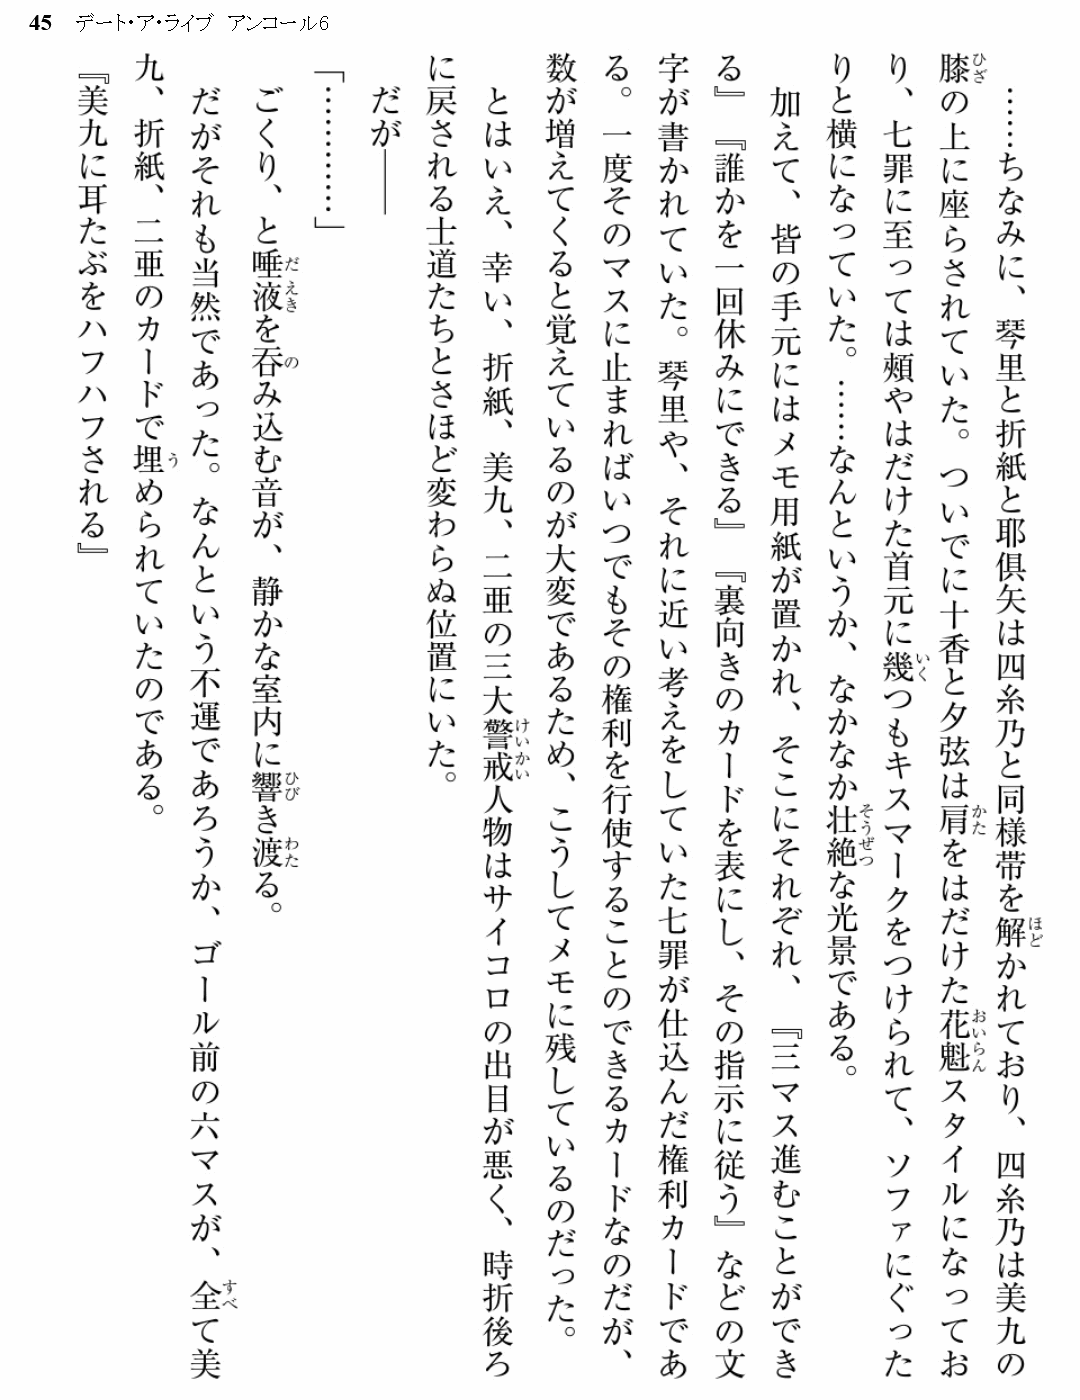 45 デート・ア・ライブ アンコール6
……ちなみに、琴里と折紙と耶倶矢は四糸乃と同様帯を解かれており、四糸乃は美九の
膝の上に座らされていた。ついでに十香と夕弦は肩をはだけた花魁スタイルになってお
り、七罪に至っては頰やはだけた首元に幾つもキスマークをつけられて、ソファにぐった
りと横になっていた。……なんというか、なかなか壮絶な光景である。
加えて、皆の手元にはメモ用紙が置かれ、そこにそれぞれ、『三マス進むことができ
る』『誰かを一回休みにできる』『裏向きのカードを表にし、その指示に従う』などの文
字が書かれていた。琴里や、それに近い考えをしていた七罪が仕込んだ権利カードであ
る。一度そのマスに止まればいつでもその権利を行使することのできるカードなのだが、
数が増えてくると覚えているのが大変であるため、こうしてメモに残しているのだった。
とはいえ、幸い、折紙、美九、二亜の三大警戒人物はサイコロの出目が悪く、時折後ろ
に戻される士道たちとさほど変わらぬ位置にいた。
だが――
「…………」
ごくり、と唾液を呑み込む音が、静かな室内に響き渡る。
だがそれも当然であった。なんという不運であろうか、ゴール前の六マスが、全て美
九、折紙、二亜のカードで埋められていたのである。
『美九に耳たぶをハフハフされる』